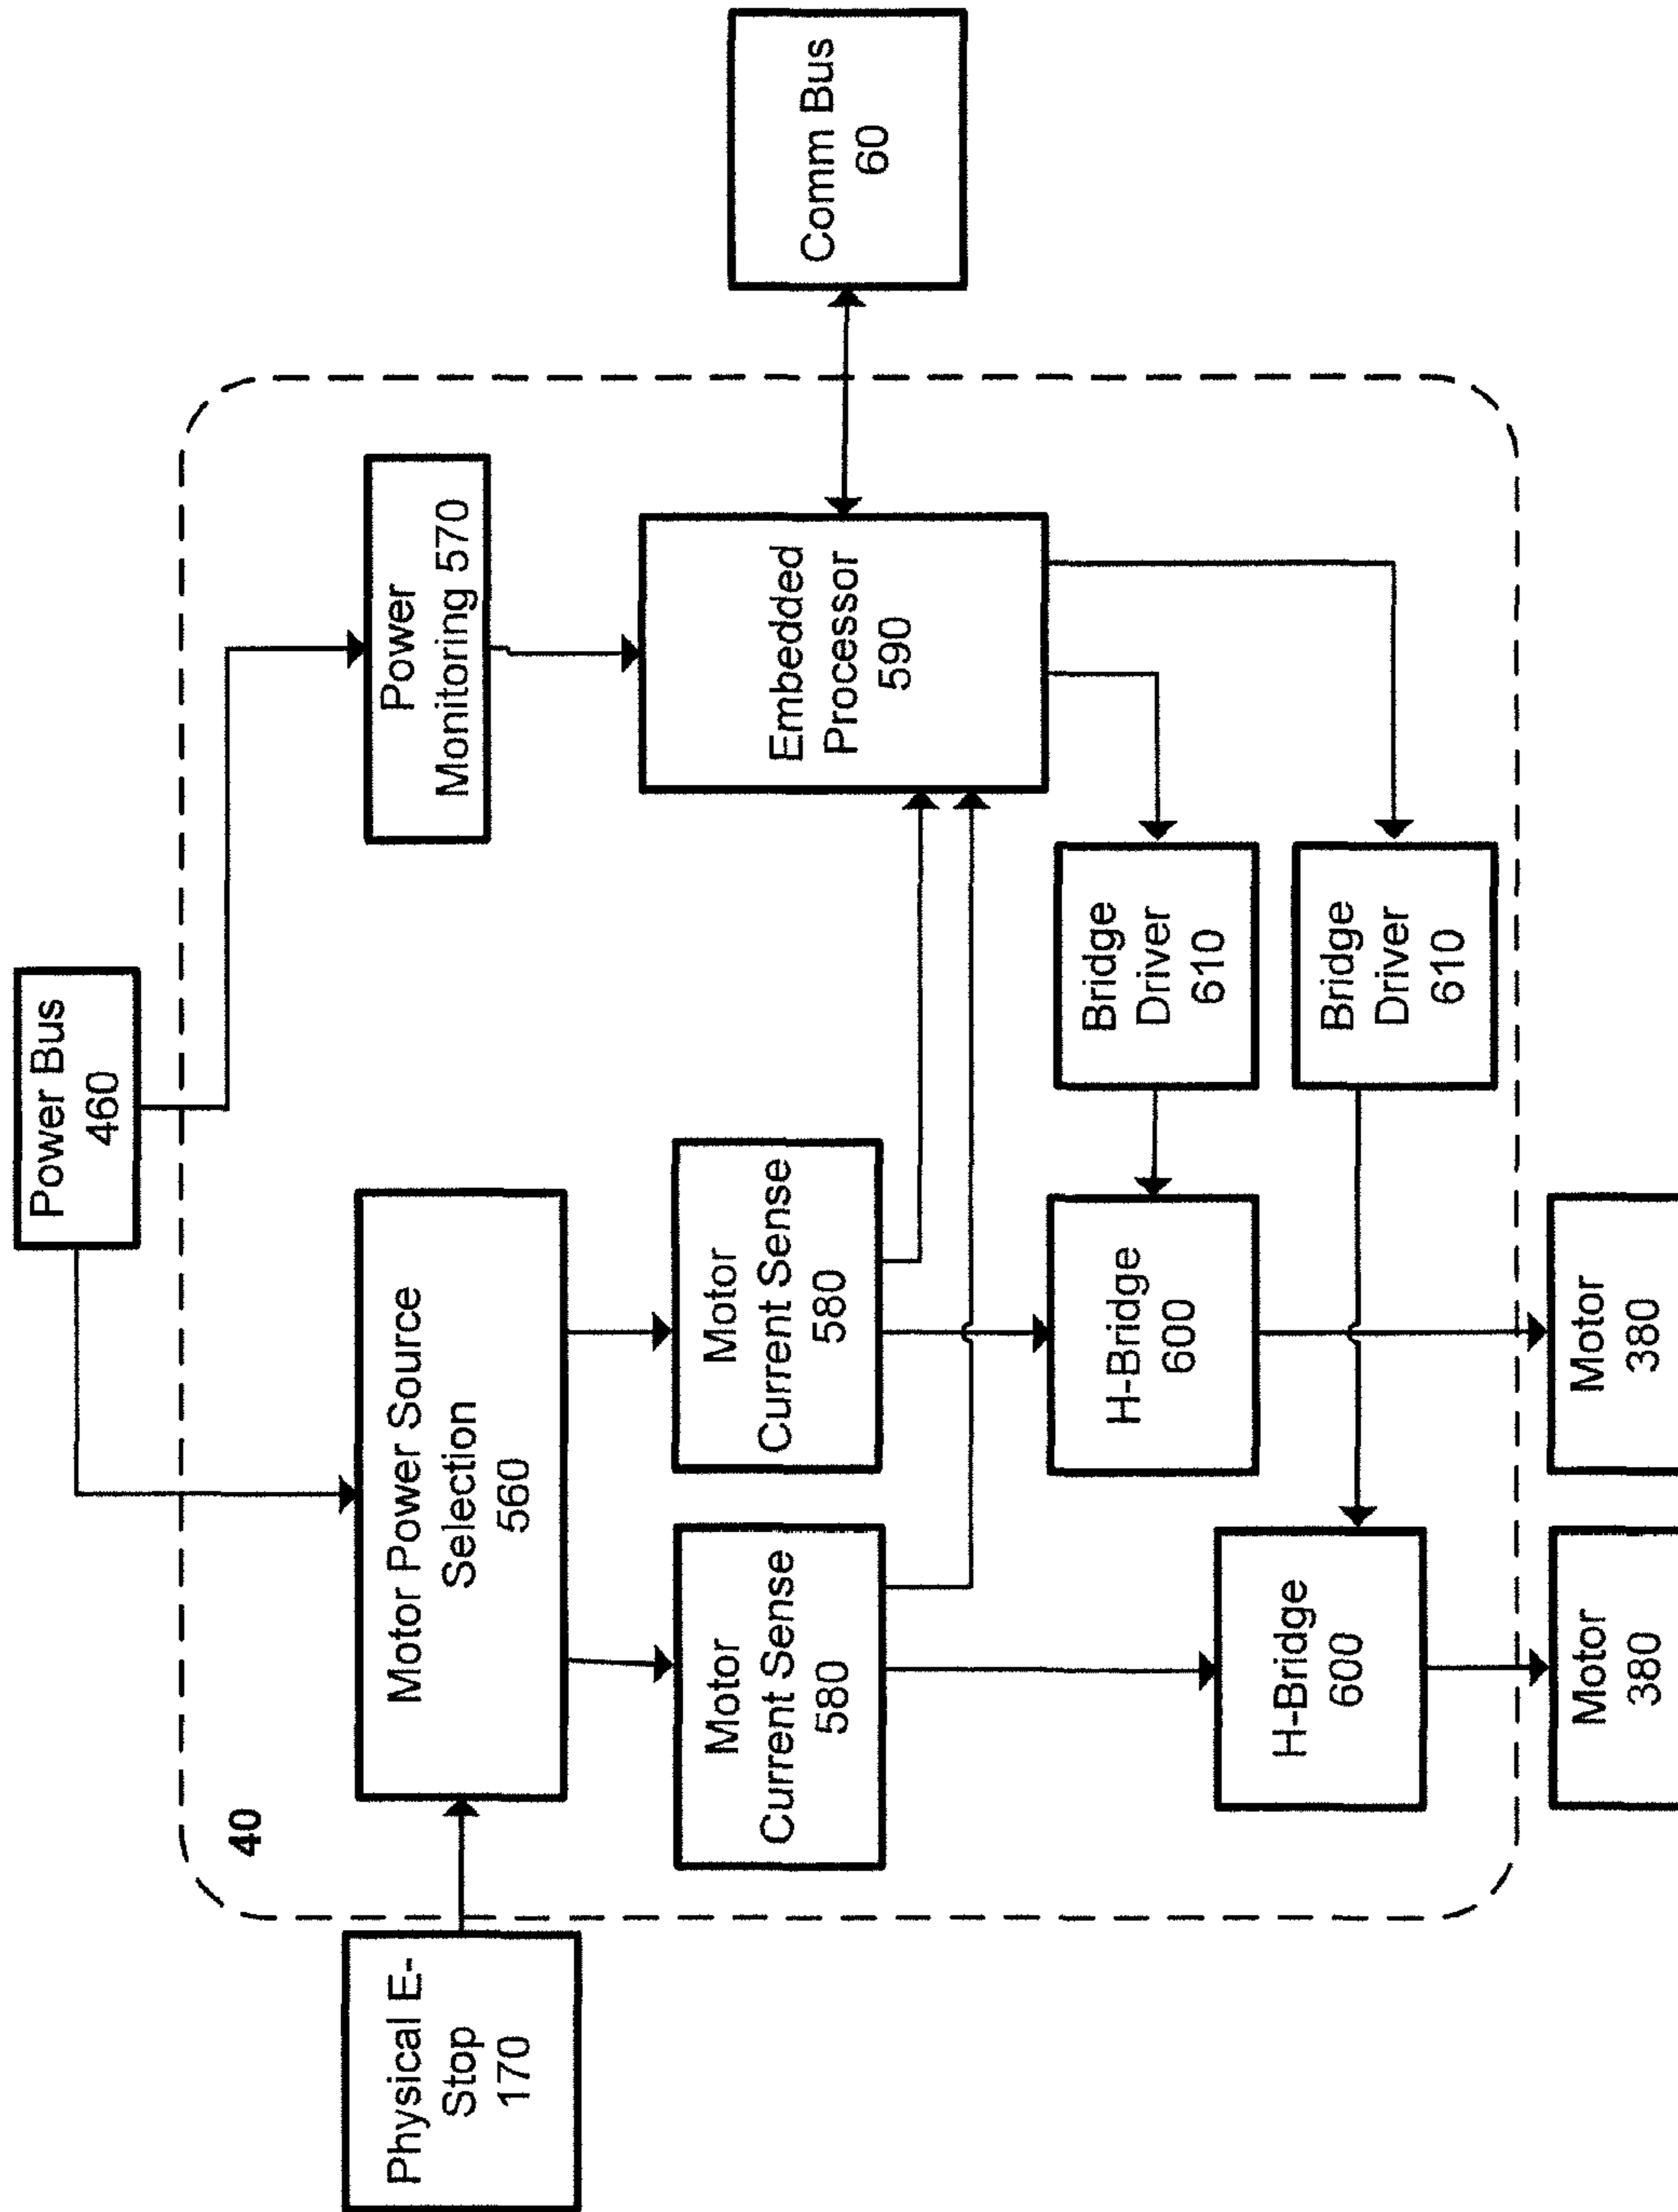 Power Bus
460
40
Physical E-
Stop
170
Motor Power Source
Selection
560
Power
Monitoring 570
Motor
Current Sense
580
Motor
Current Sense
580
Embedded
Processor
590
Comm Bus
60
H-Bridge
600
Bridge
Driver
610
H-Bridge
600
Bridge
Driver
610
Motor
380
Motor
380